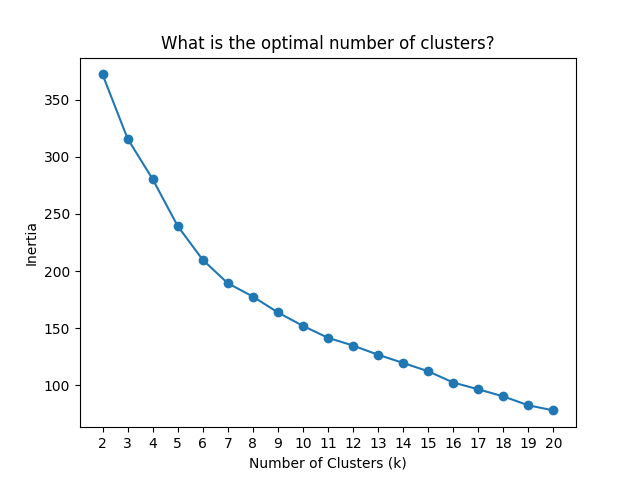 What is the optimal number of clusters?
350
300
250
200
150
100
Inertia
2 3 4 5 6 7 8 9 10 11 12 13 14 15 16 17 18 19 20
Number of Clusters (k)